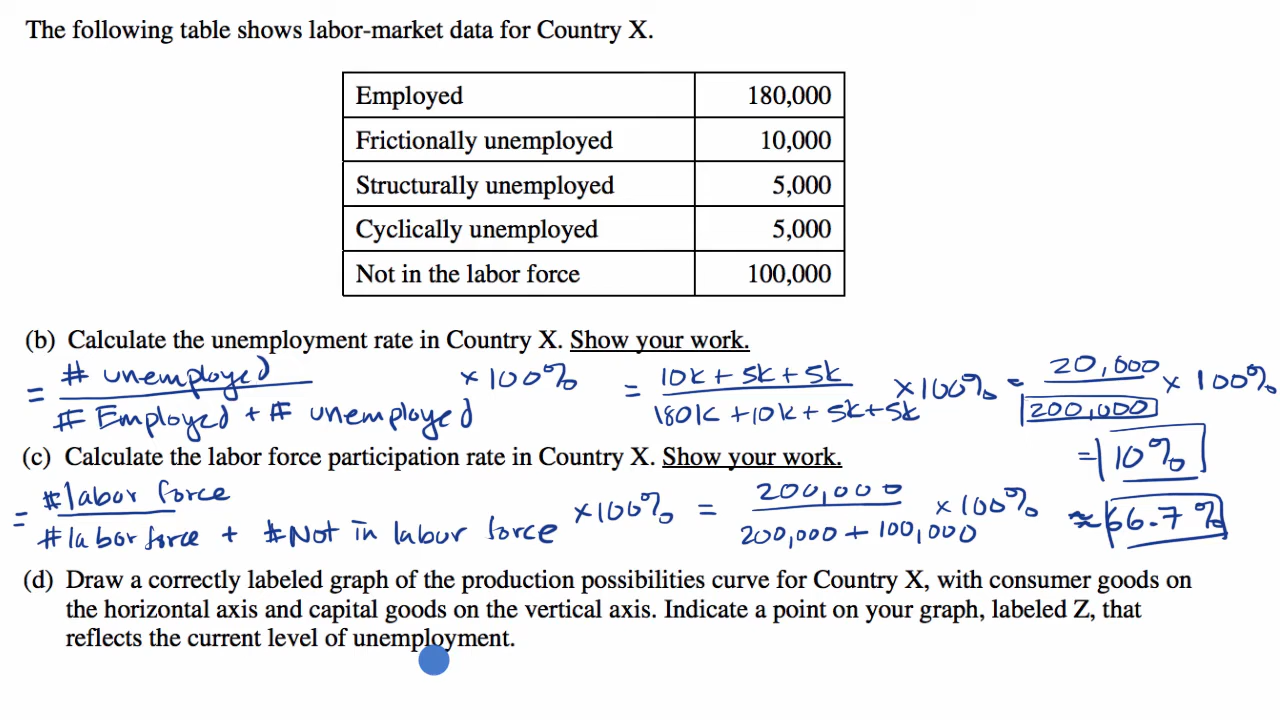 The following table shows labor-market data for Country X.
Employed 180,000
Frictionally unemployed 10,000
Structurally unemployed 5,000
Cyclically unemployed 5,000
Not in the labor force 100,000
(b) Calculate the unemployment rate in Country X. Show your work.
= # unemployed / # Employed + # unemployed × 100% = 10k + 5k + 5k / 180k + 10k + 5k + 5k × 100% = 20,000 / 200,000 × 100%
= 10%
(c) Calculate the labor force participation rate in Country X. Show your work.
= # labor force / # labor force + # Not in labor force × 100% = 200,000 / 200,000 + 100,000 × 100% ≈ 66.7%
(d) Draw a correctly labeled graph of the production possibilities curve for Country X, with consumer goods on
the horizontal axis and capital goods on the vertical axis. Indicate a point on your graph, labeled Z, that
reflects the current level of unemployment.